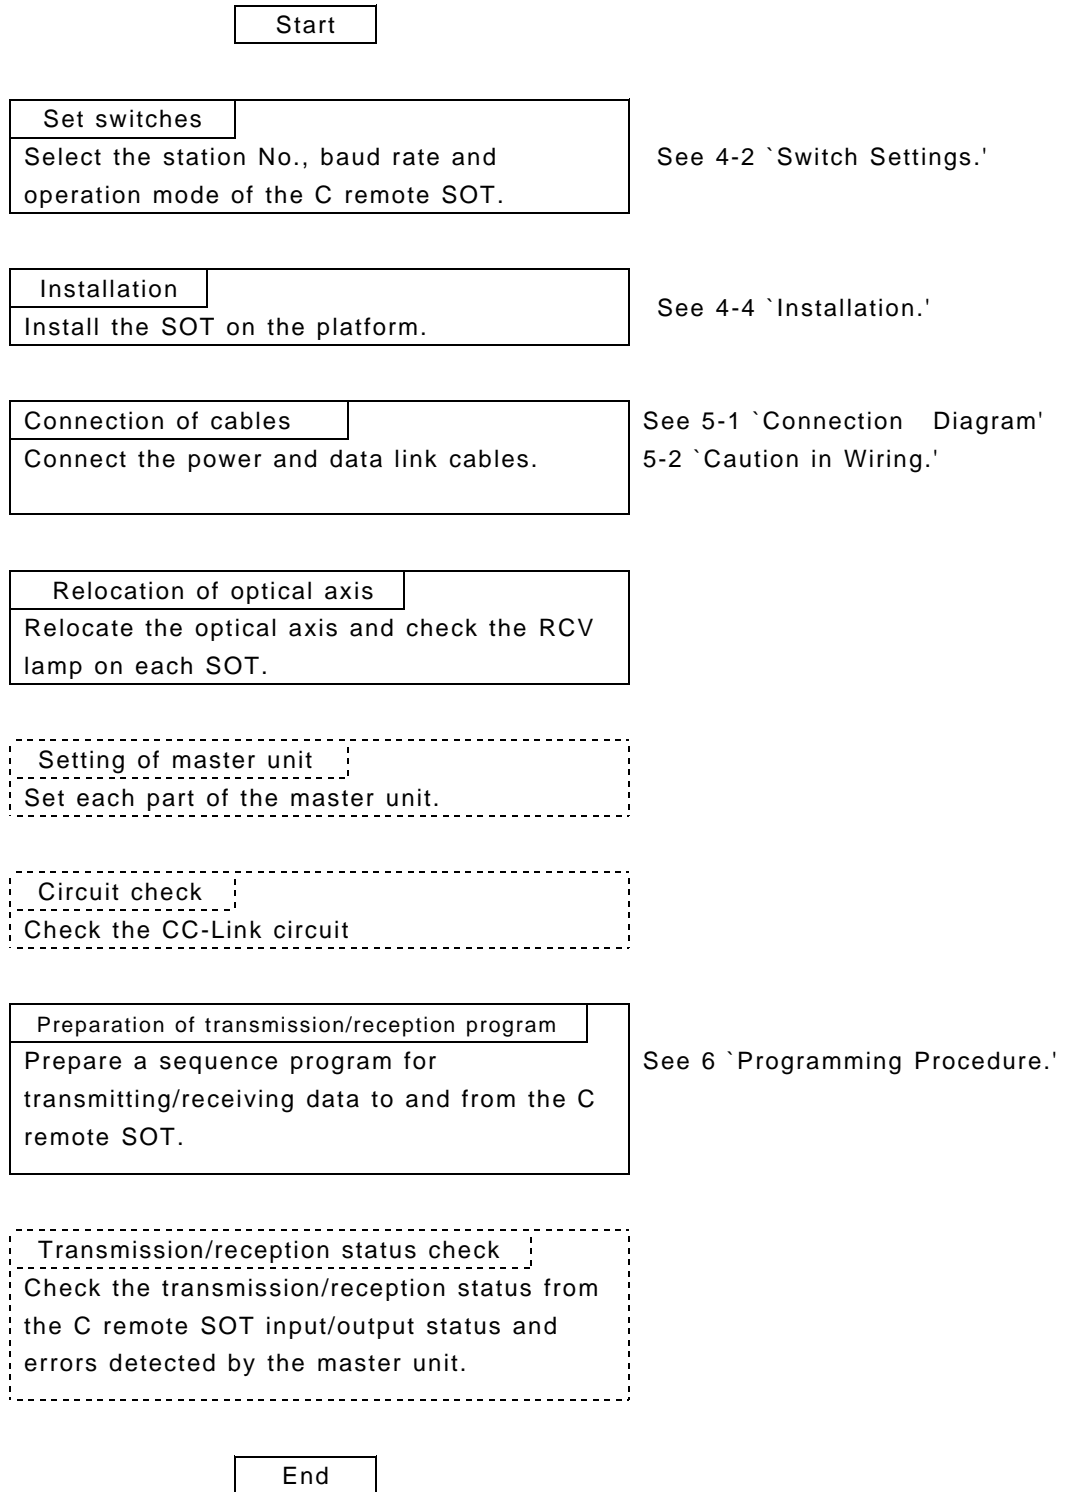 Start
Set switches
Select the station No., baud rate and
operation mode of the C remote SOT.
See 4-2 `Switch Settings.'
Installation
Install the SOT on the platform.
See 4-4 `Installation.'
Connection of cables
Connect the power and data link cables.
See 5-1 `Connection Diagram'
5-2 `Caution in Wiring.'
Relocation of optical axis
Relocate the optical axis and check the RCV
lamp on each SOT.
Setting of master unit
Set each part of the master unit.
Circuit check
Check the CC-Link circuit
Preparation of transmission/reception program
Prepare a sequence program for
transmitting/receiving data to and from the C
remote SOT.
See 6 `Programming Procedure.'
Transmission/reception status check
Check the transmission/reception status from
the C remote SOT input/output status and
errors detected by the master unit.
End